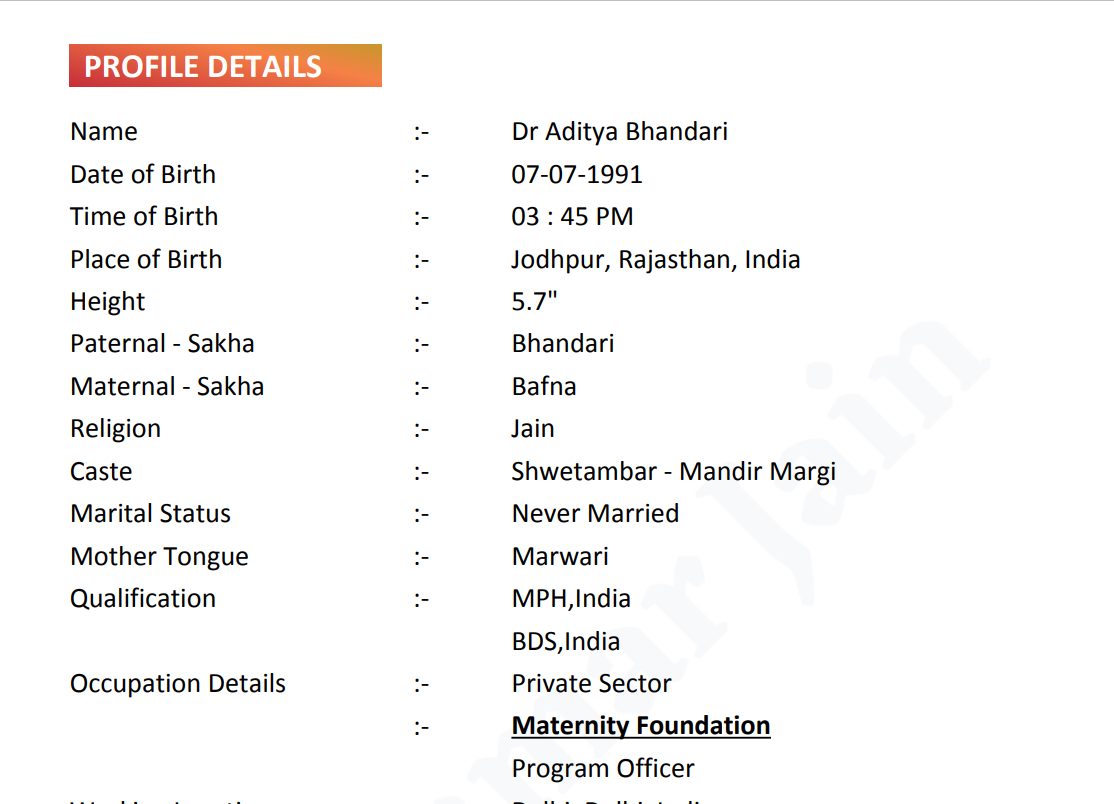 PROFILE DETAILS
Name :- Dr Aditya Bhandari
Date of Birth :- 07-07-1991
Time of Birth :- 03 : 45 PM
Place of Birth :- Jodhpur, Rajasthan, India
Height :- 5.7"
Paternal - Sakha :- Bhandari
Maternal - Sakha :- Bafna
Religion :- Jain
Caste :- Shwetambar - Mandir Margi
Marital Status :- Never Married
Mother Tongue :- Marwari
Qualification :- MPH,India
BDS,India
Occupation Details :- Private Sector
:- Maternity Foundation
Program Officer
Jain